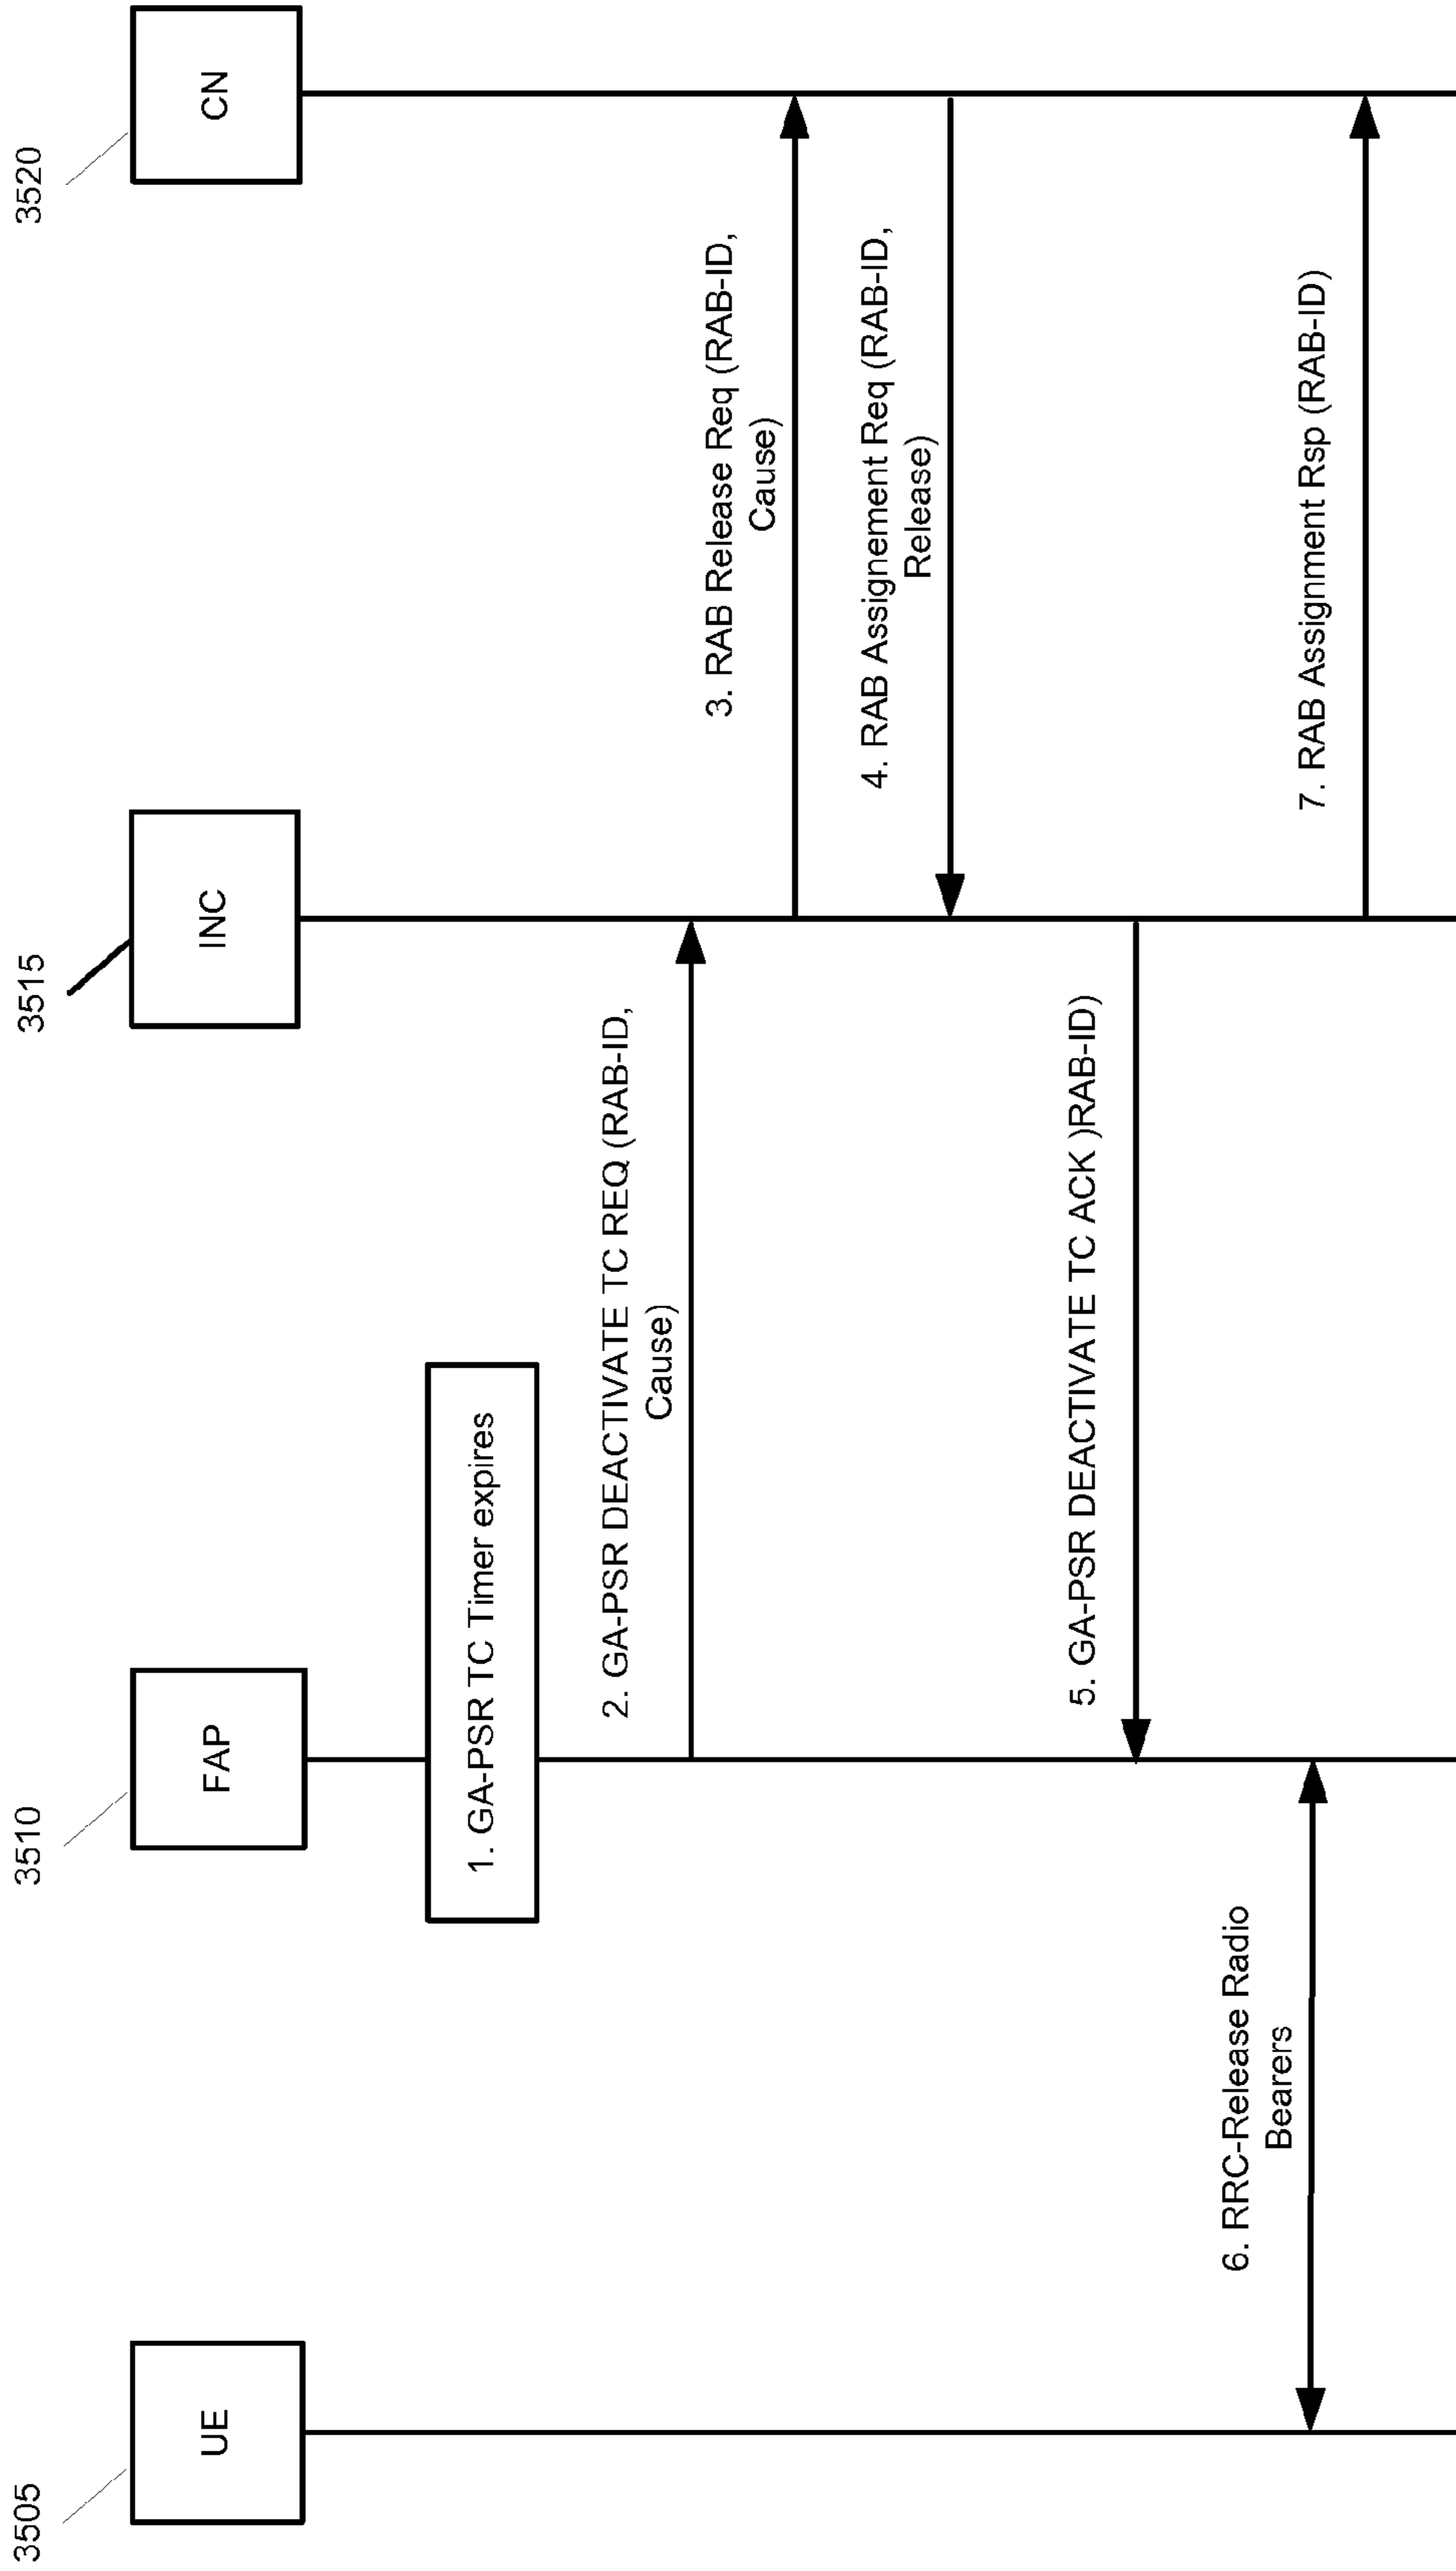 3505
3510
3515
3520
UE
FAP
INC
CN
1. GA-PSR TC Timer expires
2. GA-PSR DEACTIVATE TC REQ (RAB-ID,
Cause)
3. RAB Release Req (RAB-ID,
Cause)
4. RAB Assignement Req (RAB-ID,
Release)
5. GA-PSR DEACTIVATE TC ACK )RAB-ID)
6. RRC-Release Radio
Bearers
7. RAB Assignment Rsp (RAB-ID)